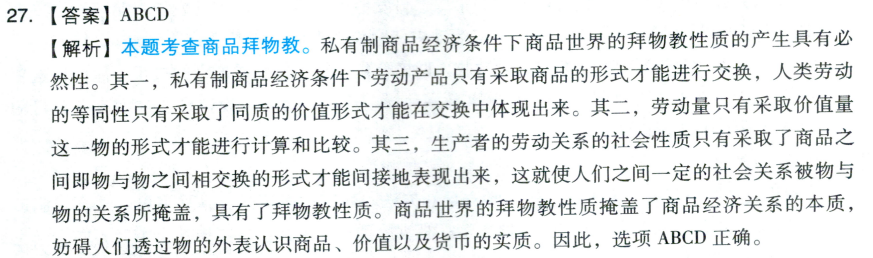 27. 【答案】ABCD
【解析】本题考查商品拜物教。私有制商品经济条件下商品世界的拜物教性质的产生具有必
然性。其一，私有制商品经济条件下劳动产品只有采取商品的形式才能进行交换，人类劳动
的等同性只有采取了同质的价值形式才能在交换中体现出来。其二，劳动量只有采取价值量
这一物的形式才能进行计算和比较。其三，生产者的劳动关系的社会性质只有采取了商品之
间即物与物之间相交换的形式才能间接地表现出来，这就使人们之间一定的社会关系被物与
物的关系所掩盖，具有了拜物教性质。商品世界的拜物教性质掩盖了商品经济关系的本质，
妨碍人们透过物的外表认识商品、价值以及货币的实质。因此，选项 ABCD 正确。